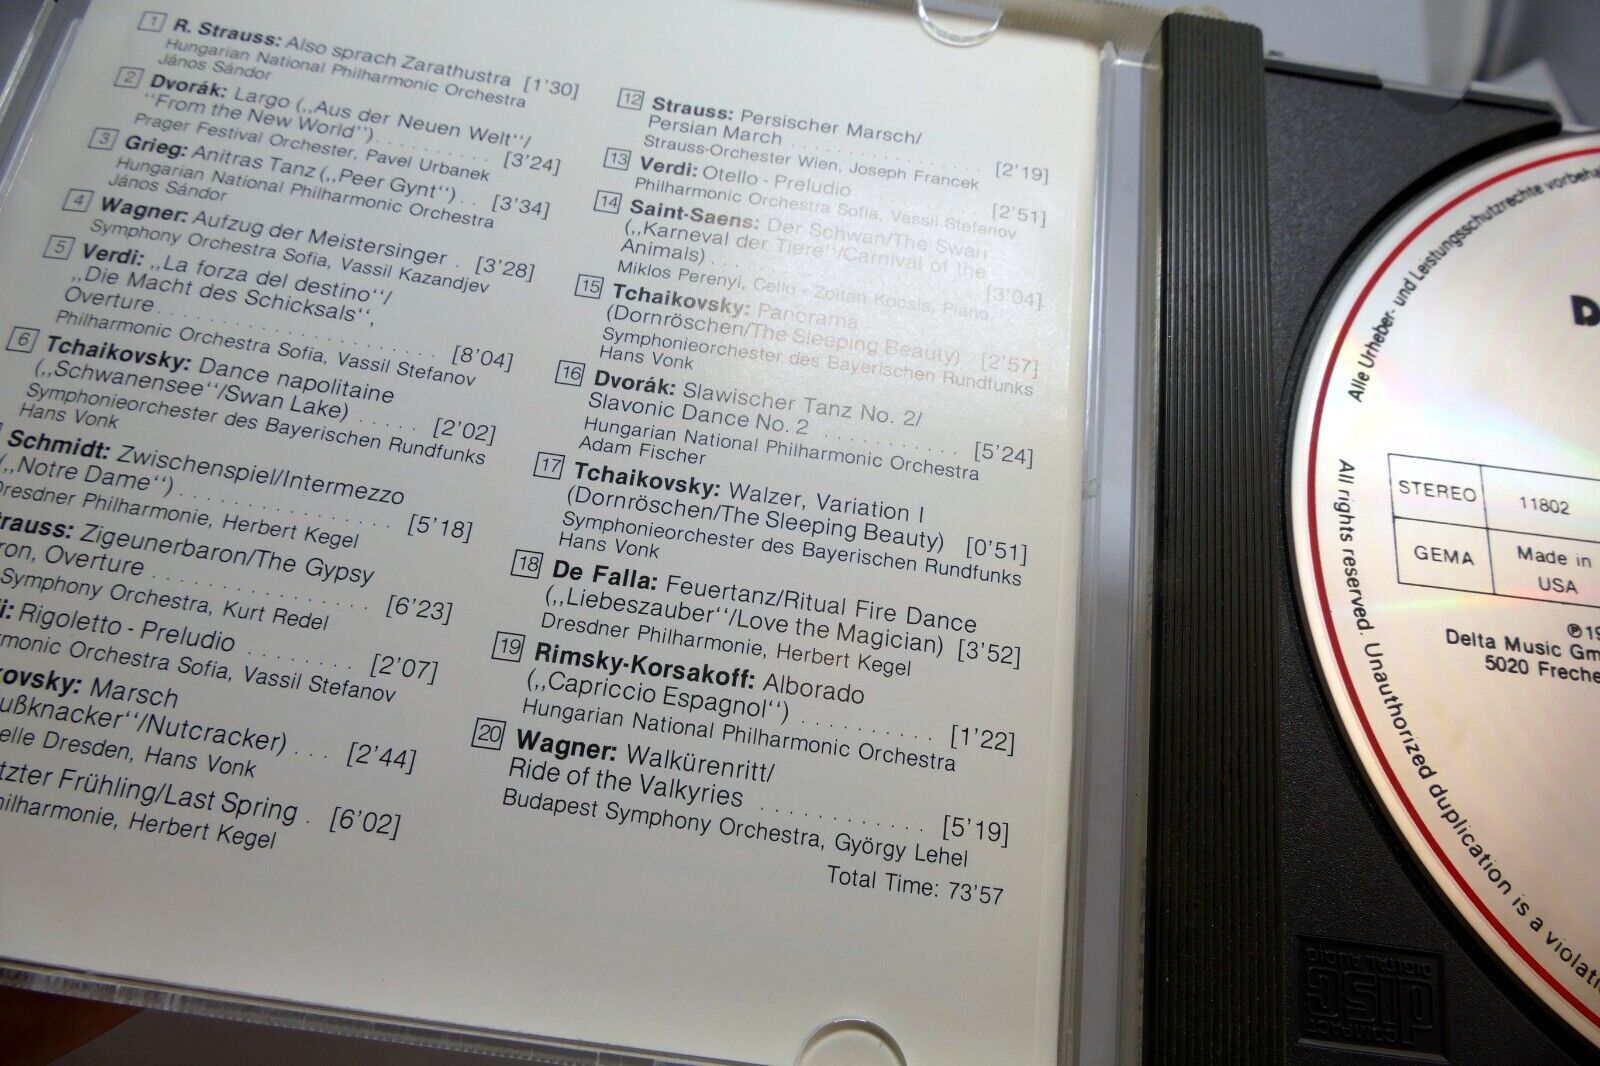 1 R. Strauss: Also sprach Zarathustra [1'30]
Hungarian National Philharmonic Orchestra
János Sándor
2 Dvorák: Largo (,,Aus der Neuen Welt''/
"From the New World'') . . . . . . . . . . [3'24]
Prager Festival Orchester, Pavel Urbanek
3 Grieg: Anitras Tanz (,,Peer Gynt'') . . [3'34]
Hungarian National Philharmonic Orchestra
János Sándor
4 Wagner: Aufzug der Meistersinger . [3'28]
Symphony Orchestra Sofia, Vassil Kazandjev
5 Verdi: ,,La forza del destino''/
,,Die Macht des Schicksals'',
Overture . . . . . . . . . . . . . . . . . . . . [8'04]
Philharmonic Orchestra Sofia, Vassil Stefanov
6 Tchaikovsky: Dance napolitaine
(,,Schwanensee''/Swan Lake) . . . . . . [2'02]
Symphonieorchester des Bayerischen Rundfunks
Hans Vonk
Schmidt: Zwischenspiel/Intermezzo
(,,Notre Dame'') . . . . . . . . . . . . . . . [5'18]
Dresdner Philharmonie, Herbert Kegel
Strauss: Zigeunerbaron/The Gypsy
Overture . . . . . . . . . . . . . . . [6'23]
Symphony Orchestra, Kurt Redel
Rigoletto - Preludio . . . . . . . . [2'07]
Orchestra Sofia, Vassil Stefanov
Marsch
/Nutcracker) . . . [2'44]
Dresden, Hans Vonk
Frühling/Last Spring . [6'02]
Herbert Kegel
12 Strauss: Persischer Marsch/
Persian March . . . . . . . . . . . . . . . [2'19]
Strauss-Orchester Wien, Joseph Francek
13 Verdi: Otello - Preludio . . . . . . . . . [2'51]
Philharmonic Orchestra Sofia, Vassil Stefanov
14 Saint-Saens: Der Schwan/The Swan
(,,Karneval der Tiere''/Carnival of the
Animals) . . . . . . . . . . . . . . . . . . . [3'04]
Miklos Perenyi, Cello - Zoltan Kocsis, Piano
15 Tchaikovsky: Panorama
(Dornröschen/The Sleeping Beauty) [2'57]
Symphonieorchester des Bayerischen Rundfunks
Hans Vonk
16 Dvorák: Slawischer Tanz No. 2/
Slavonic Dance No. 2 . . . . . . . . . . [5'24]
Hungarian National Philharmonic Orchestra
Adam Fischer
17 Tchaikovsky: Walzer, Variation I
(Dornröschen/The Sleeping Beauty) [0'51]
Symphonieorchester des Bayerischen Rundfunks
Hans Vonk
18 De Falla: Feuertanz/Ritual Fire Dance
(,,Liebeszauber''/Love the Magician) [3'52]
Dresdner Philharmonie, Herbert Kegel
19 Rimsky-Korsakoff: Alborado
(,,Capriccio Espagnol'') . . . . . . . . . . [1'22]
Hungarian National Philharmonic Orchestra
20 Wagner: Walkürenritt/
Ride of the Valkyries . . . . . . . . . . . . [5'19]
Budapest Symphony Orchestra, György Lehel
Total Time: 73'57
Alle Urheber- und Leistungsschutzrechte
All rights reserved. Unauthorized duplication is a
STEREO 11802
GEMA Made in
USA
Delta Music
5020
COMPACT
disc
DIGITAL AUDIO